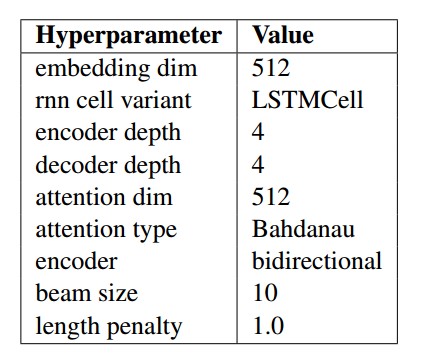 Hyperparameter Value
embedding dim 512
rnn cell variant LSTMCell
encoder depth 4
decoder depth 4
attention dim 512
attention type Bahdanau
encoder bidirectional
beam size 10
length penalty 1.0